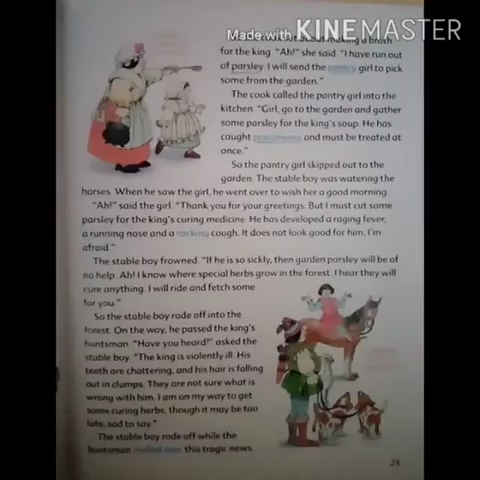 Made with KINEMASTER
making a broth
for the king. "Ah!" she said. "I have run out
of parsley. I will send the girl to pick
some from the garden."
The cook called the pantry girl into the
kitchen. "Girl, go to the garden and gather
some parsley for the king's soup. He has
caught pneumonia and must be treated at
once."
So the pantry girl skipped out to the
garden. The stable boy was watering the
horses. When he saw the girl, he went over to wish her a good morning.
"Ah!" said the girl. "Thank you for your greetings. But I must cut some
parsley for the king's curing medicine. He has developed a raging fever,
a running nose and a racking cough. It does not look good for him, I'm
afraid."
The stable boy frowned. "If he is so sickly, then garden parsley will be of
no help. Ah! I know where special herbs grow in the forest. I hear they will
cure anything. I will ride and fetch some
for you."
So the stable boy rode off into the
forest. On the way, he passed the king's
huntsman. "Have you heard?" asked the
stable boy. "The king is violently ill. His
teeth are chattering, and his hair is falling
out in clumps. They are not sure what is
wrong with him. I am on my way to get
some curing herbs, though it may be too
late, sad to say."
The stable boy rode off while the
huntsman mulled over this tragic news.
25